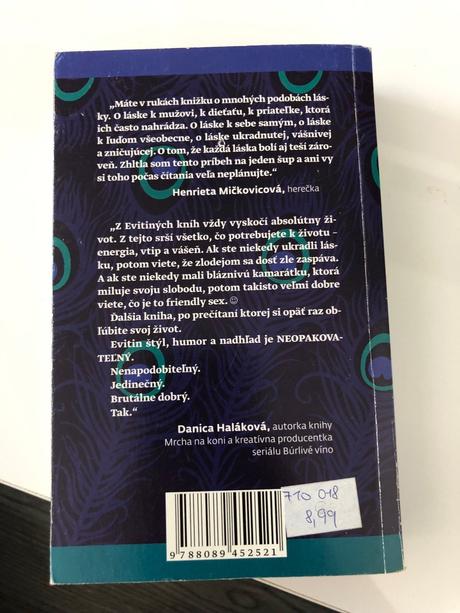 „Máte v rukách knižku o mnohých podobách lás-
ky. O láske k mužovi, k dieťaťu, k priateľke, ktorá
ich často nahrádza. O láske k sebe samým, o láske
k ľuďom všeobecne, o láske ukradnutej, vášnivej
a zničujúcej. O tom, že každá láska bolí aj teší záro-
veň. Zhltla som tento príbeh na jeden šup a ani vy
si toho počas čítania veľa neplánujte.“
Henrieta Mičkovicová, herečka
„Z Evitiných kníh vždy vyskočí absolútny ži-
vot. Z tejto srší všetko, čo potrebujete k životu –
energia, vtip a vášeň. Ak ste niekedy ukradli lás-
ku, potom viete, že zlodejom sa dosť zle zaspáva.
A ak ste niekedy mali bláznivú kamarátku, ktorá
miluje svoju slobodu, potom takisto veľmi dobre
viete, čo je to friendly sex. ☺
Ďalšia kniha, po prečítaní ktorej si opäť raz ob-
ľúbite svoj život.
Evitin štýl, humor a nadhľad je NEOPAKOVA-
TEĽNÝ.
Nenapodobiteľný.
Jedinečný.
Brutálne dobrý.
Tak.“
Danica Haláková, autorka knihy
Mrcha na koni a kreatívna producentka
seriálu Búrlivé víno
710 018
8,99
9 788089 452521